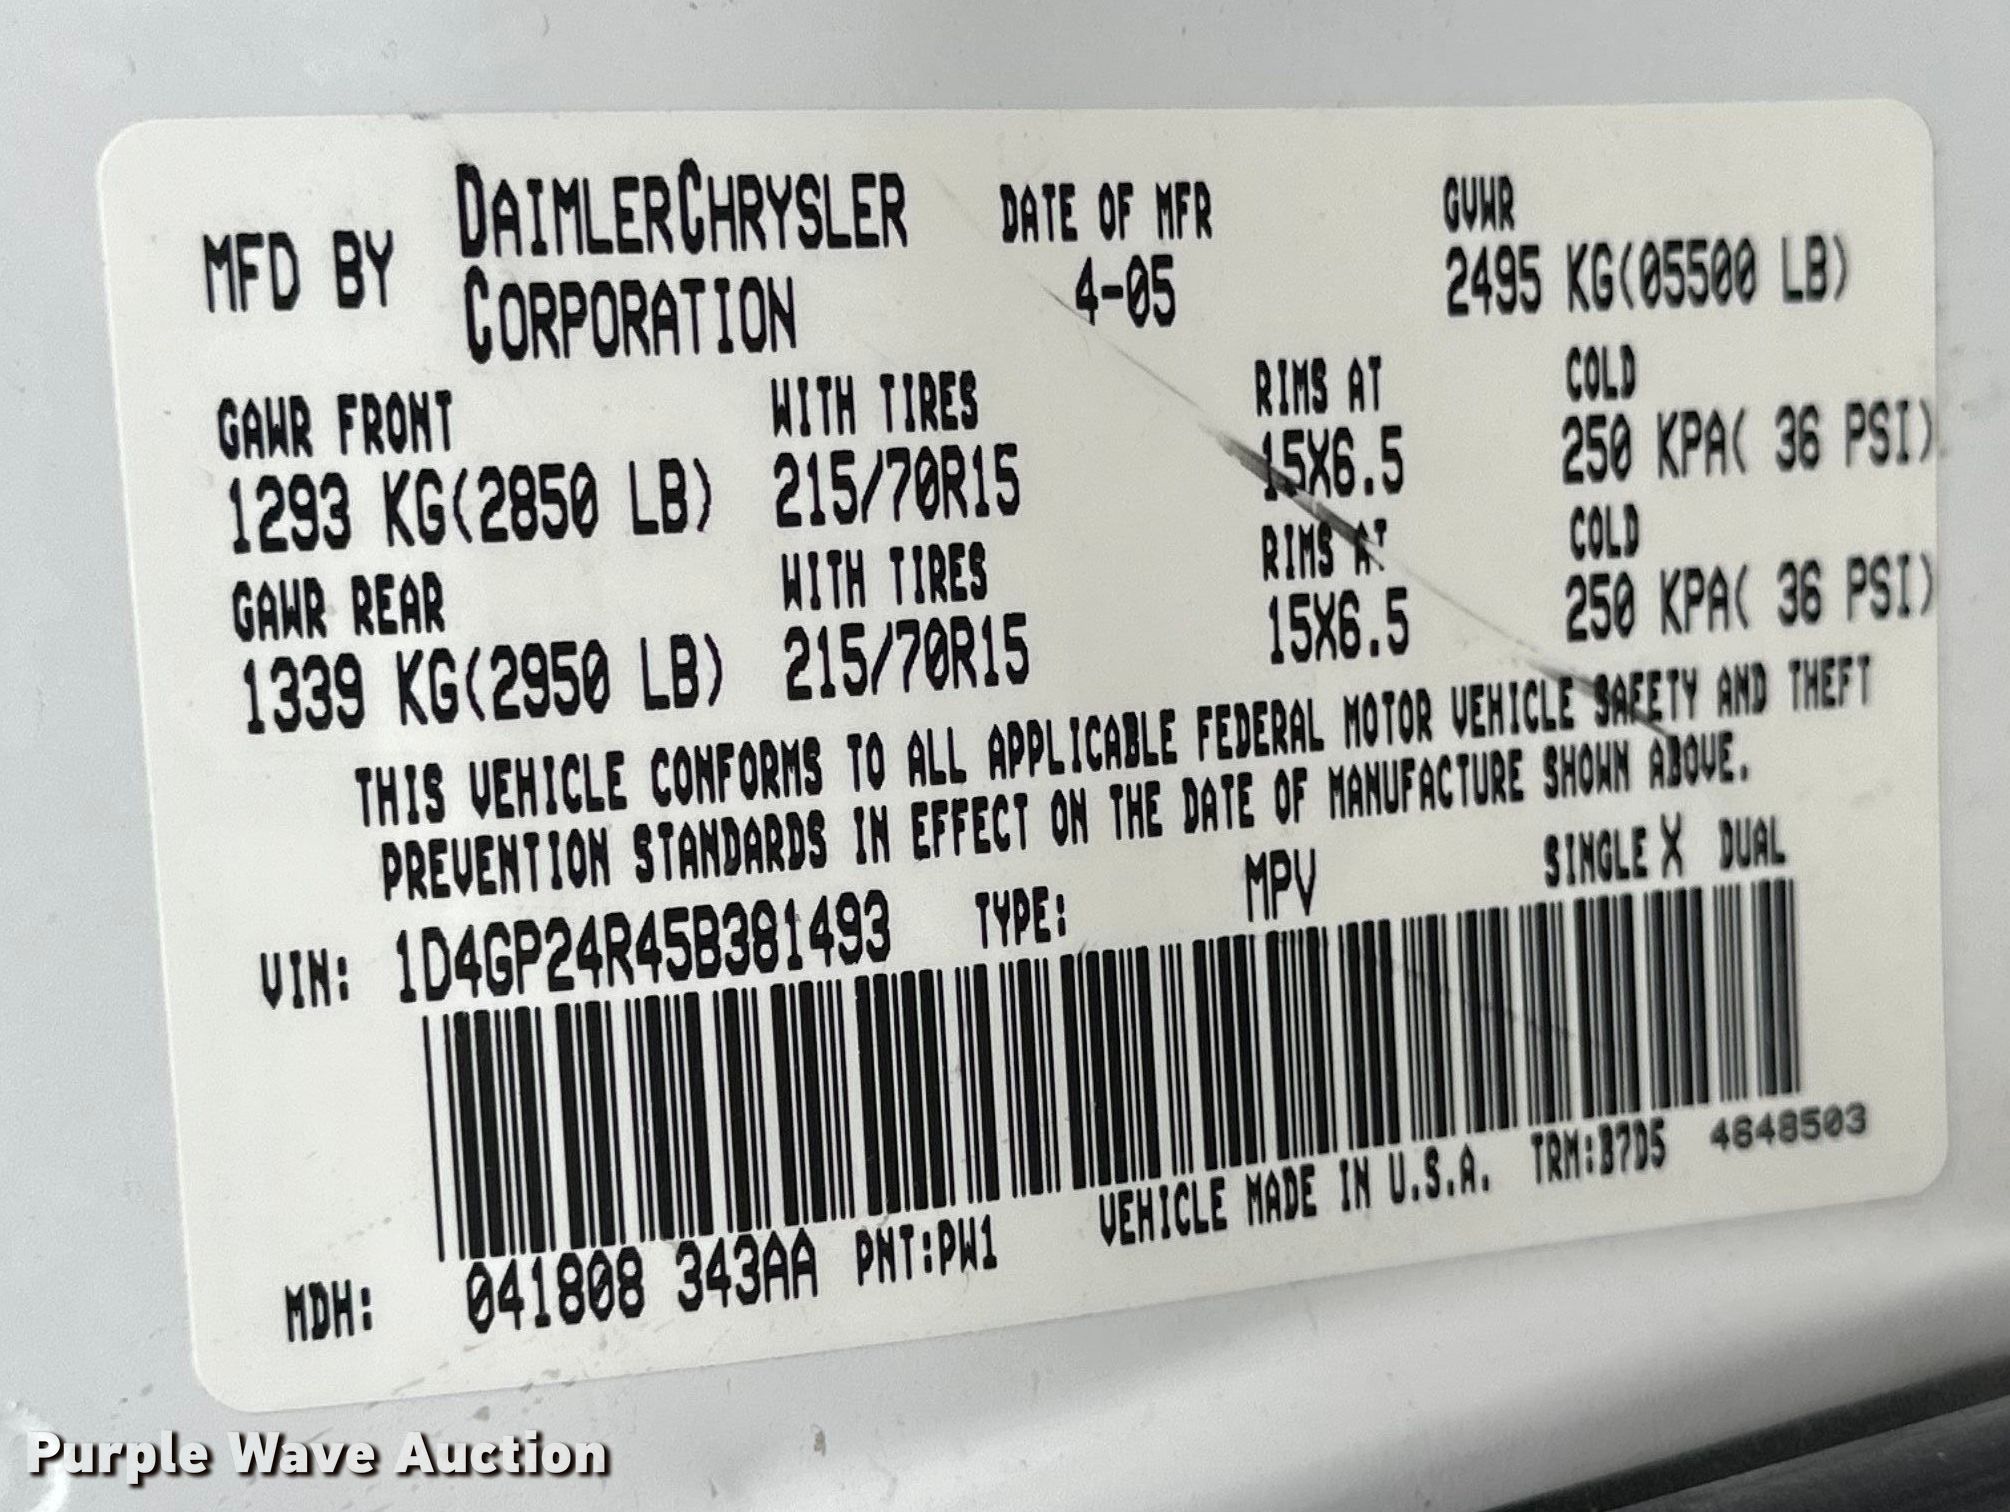 MFD BY DAIMLERCHRYSLER CORPORATION
DATE OF MFR
4-05
GVWR
2495 KG(05500 LB)
GAWR FRONT WITH TIRES RIMS AT COLD
1293 KG(2850 LB) 215/70R15 15X6.5 250 KPA( 36 PSI)
GAWR REAR WITH TIRES RIMS AT COLD
1339 KG(2950 LB) 215/70R15 15X6.5 250 KPA( 36 PSI)
THIS VEHICLE CONFORMS TO ALL APPLICABLE FEDERAL MOTOR VEHICLE SAFETY AND THEFT
PREVENTION STANDARDS IN EFFECT ON THE DATE OF MANUFACTURE SHOWN ABOVE.
VIN: 1D4GP24R45B381493 TYPE: MPV SINGLE X DUAL
MDH: 041808 343AA PNT:PW1 VEHICLE MADE IN U.S.A. TRM:B7D5 4648503
Purple Wave Auction